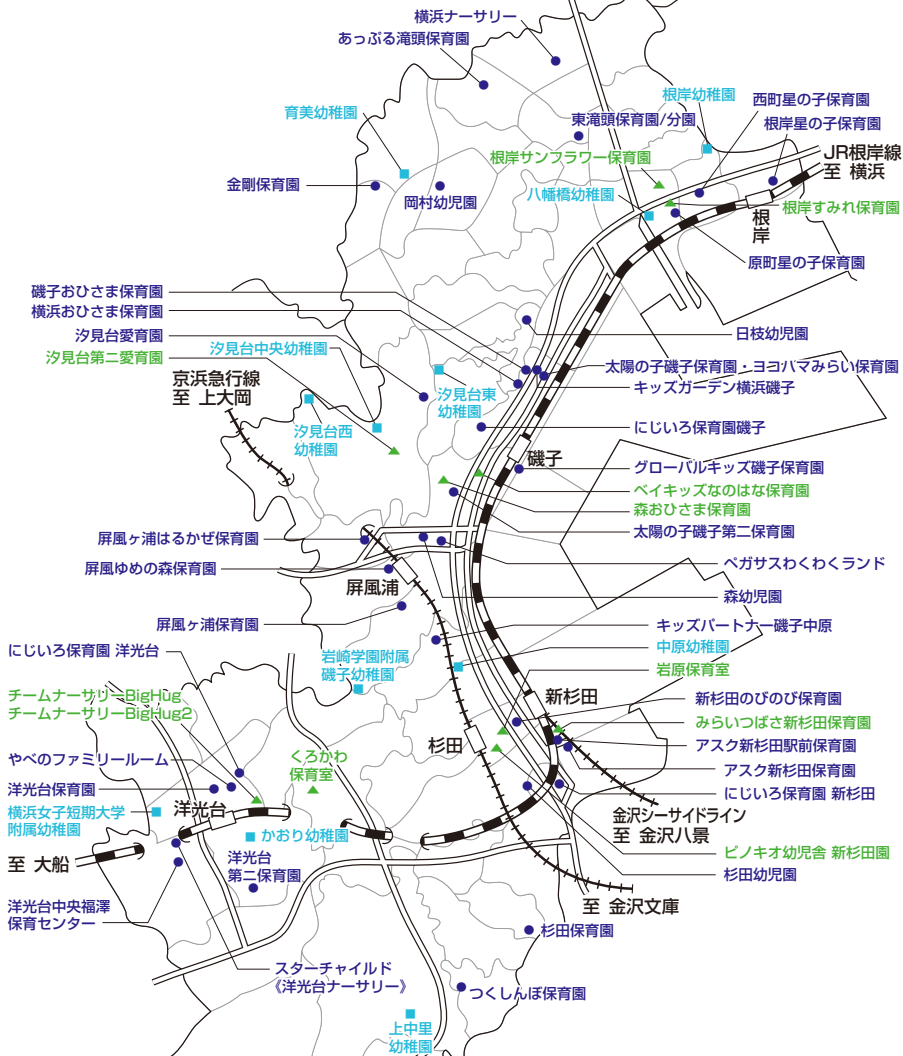 横浜ナーサリー
あっぷる滝頭保育園
根岸幼稚園
西町星の子保育園
育美幼稚園
東滝頭保育園/分園
根岸星の子保育園
JR根岸線
至 横浜
根岸サンフラワー保育園
金剛保育園
岡村幼児園
八幡橋幼稚園
根岸すみれ保育園
根岸
原町星の子保育園
磯子おひさま保育園
横浜おひさま保育園
汐見台愛育園
日枝幼児園
汐見台第二愛育園
汐見台中央幼稚園
京浜急行線
至 上大岡
太陽の子磯子保育園・ヨコハマみらい保育園
キッズガーデン横浜磯子
汐見台東
幼稚園
汐見台西
幼稚園
にじいろ保育園磯子
磯子
グローバルキッズ磯子保育園
ベイキッズなのはな保育園
森おひさま保育園
太陽の子磯子第二保育園
屏風ヶ浦はるかぜ保育園
屏風ゆめの森保育園
屏風浦
ペガサスわくわくランド
森幼児園
屏風ヶ浦保育園
キッズパートナー磯子中原
にじいろ保育園 洋光台
岩崎学園附属
磯子幼稚園
中原幼稚園
岩原保育室
チームナーサリーBigHug
チームナーサリーBigHug2
新杉田
新杉田のびのび保育園
みらいつばさ新杉田保育園
杉田
アスク新杉田駅前保育園
やべのファミリールーム
くろかわ
保育室
アスク新杉田保育園
洋光台保育園
にじいろ保育園 新杉田
横浜女子短期大学
附属幼稚園
洋光台
金沢シーサイドライン
至 金沢八景
かおり幼稚園
至 大船
洋光台
第二保育園
ピノキオ幼児舎 新杉田園
杉田幼児園
洋光台中央福澤
保育センター
至 金沢文庫
杉田保育園
スターチャイルド
《洋光台ナーサリー》
つくしんぼ保育園
上中里
幼稚園